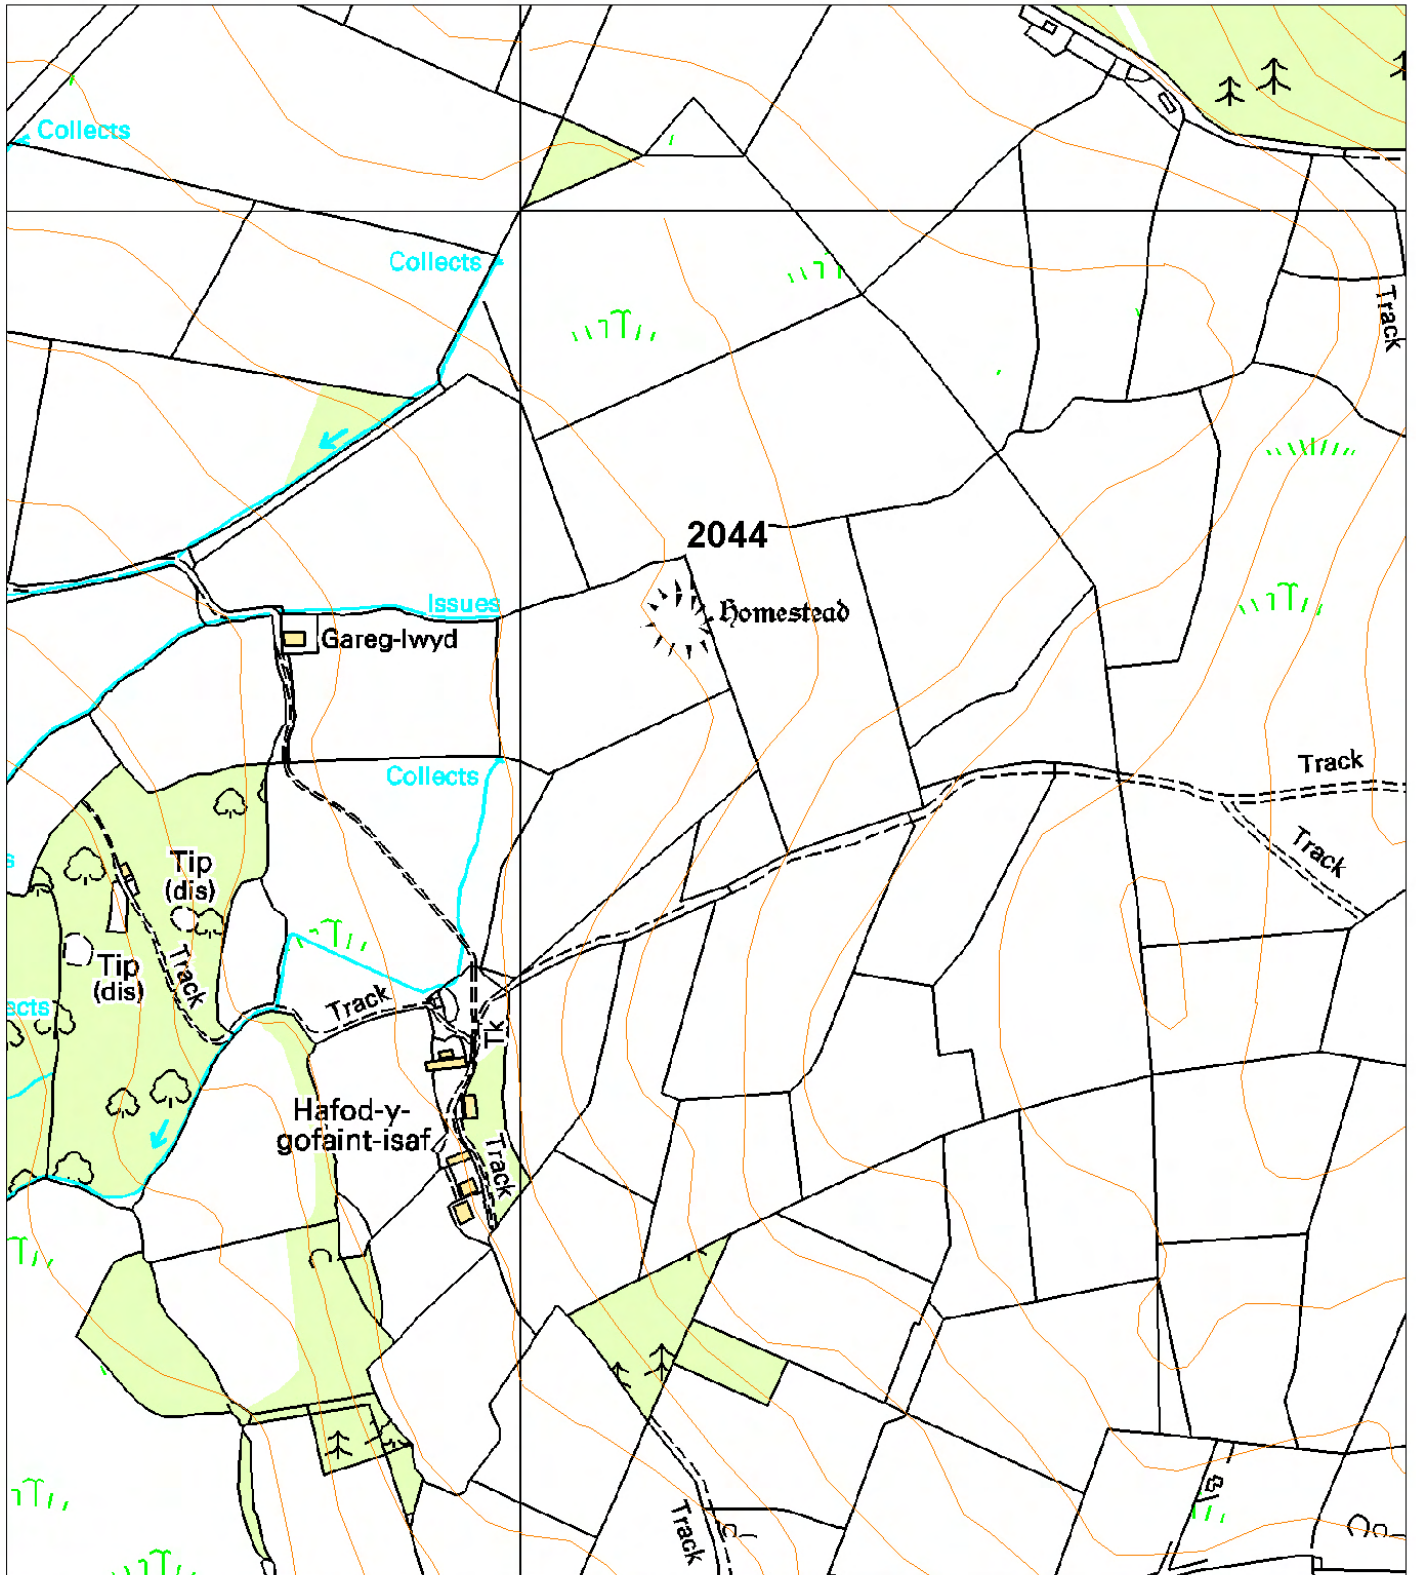 Collects
Collects
Track
2044
Homestead
Issues
Gareg-lwyd
Track
Collects
Track
Tip
(dis)
Tip
(dis)
Track
Track
Tk
Hafod-y-
gofaint-isaf
Track
Track